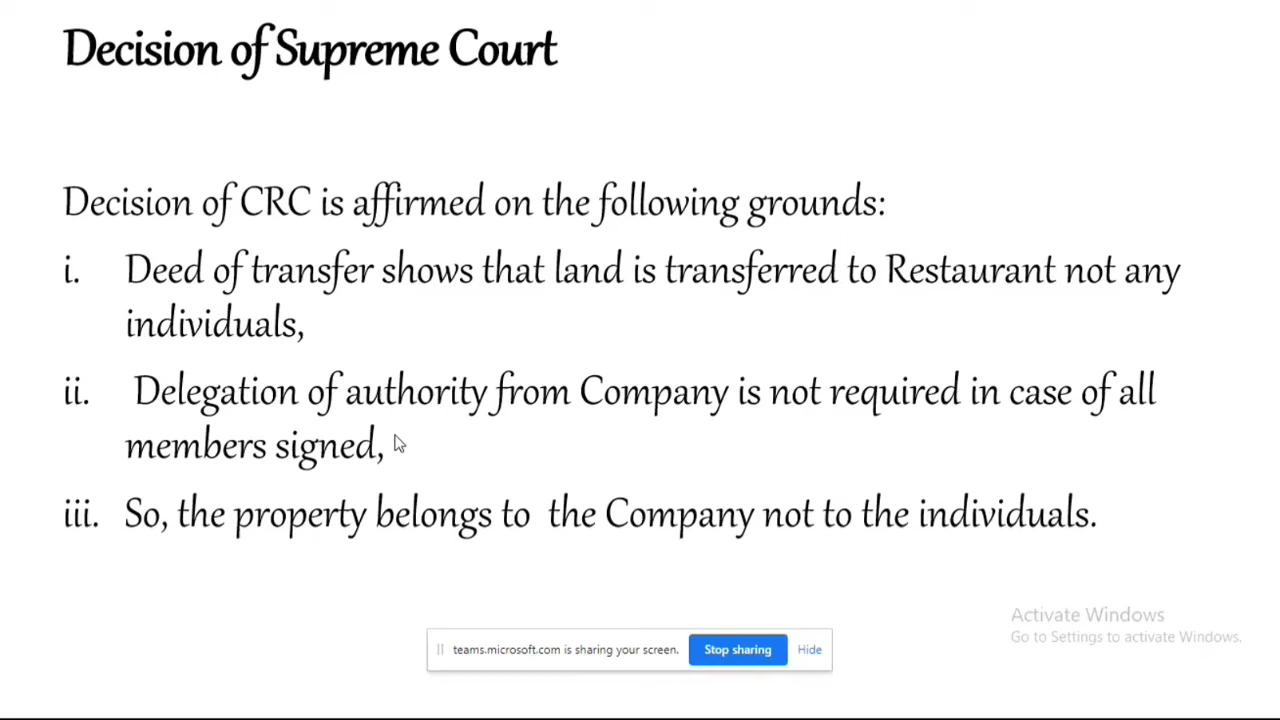 Decision of Supreme Court
Decision of CRC is affirmed on the following grounds:
i. Deed of transfer shows that land is transferred to Restaurant not any
individuals,
ii. Delegation of authority from Company is not required in case of all
members signed,
iii. So, the property belongs to the Company not to the individuals.
Activate Windows
Go to Settings to activate Windows.
teams.microsoft.com is sharing your screen. Stop sharing Hide